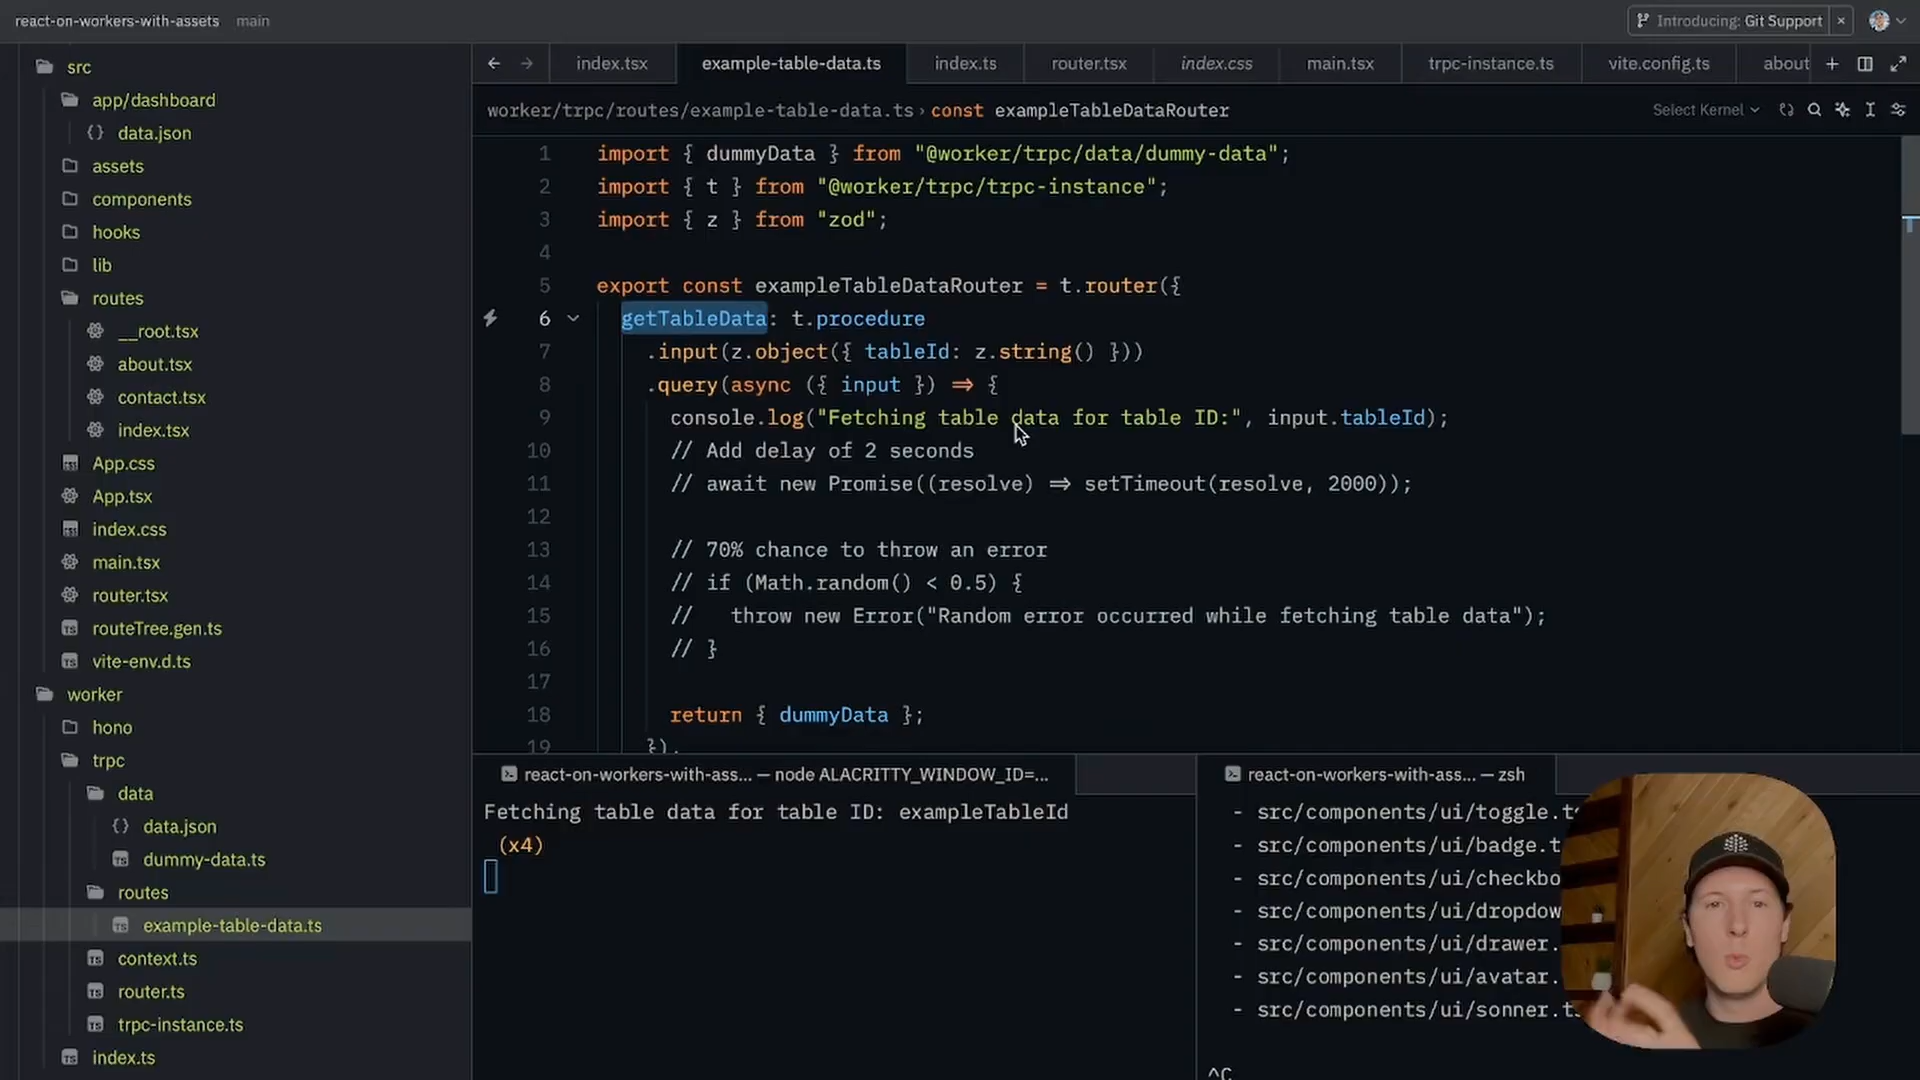 react-on-workers-with-assets main
Introducing: Git Support
src
app/dashboard
data.json
assets
components
hooks
lib
routes
__root.tsx
about.tsx
contact.tsx
index.tsx
App.css
App.tsx
index.css
main.tsx
router.tsx
routeTree.gen.ts
vite-env.d.ts
worker
hono
trpc
data
data.json
dummy-data.ts
routes
example-table-data.ts
context.ts
router.ts
trpc-instance.ts
index.ts
index.tsx example-table-data.ts index.ts router.tsx index.css main.tsx trpc-instance.ts vite.config.ts about
worker/trpc/routes/example-table-data.ts › const exampleTableDataRouter
Select Kernel
1 import { dummyData } from "@worker/trpc/data/dummy-data";
2 import { t } from "@worker/trpc/trpc-instance";
3 import { z } from "zod";
4
5 export const exampleTableDataRouter = t.router({
6 getTableData: t.procedure
7 .input(z.object({ tableId: z.string() }))
8 .query(async ({ input }) => {
9 console.log("Fetching table data for table ID:", input.tableId);
10 // Add delay of 2 seconds
11 // await new Promise((resolve) => setTimeout(resolve, 2000));
12
13 // 70% chance to throw an error
14 // if (Math.random() < 0.5) {
15 //   throw new Error("Random error occurred while fetching table data");
16 // }
17
18 return { dummyData };
19 }).
react-on-workers-with-ass... — node ALACRITTY_WINDOW_ID=...
Fetching table data for table ID: exampleTableId
(x4)
react-on-workers-with-ass... — zsh
- src/components/ui/toggle.ts
- src/components/ui/badge.t
- src/components/ui/checkbo
- src/components/ui/dropdow
- src/components/ui/drawer.
- src/components/ui/avatar.
- src/components/ui/sonner.ts
^C